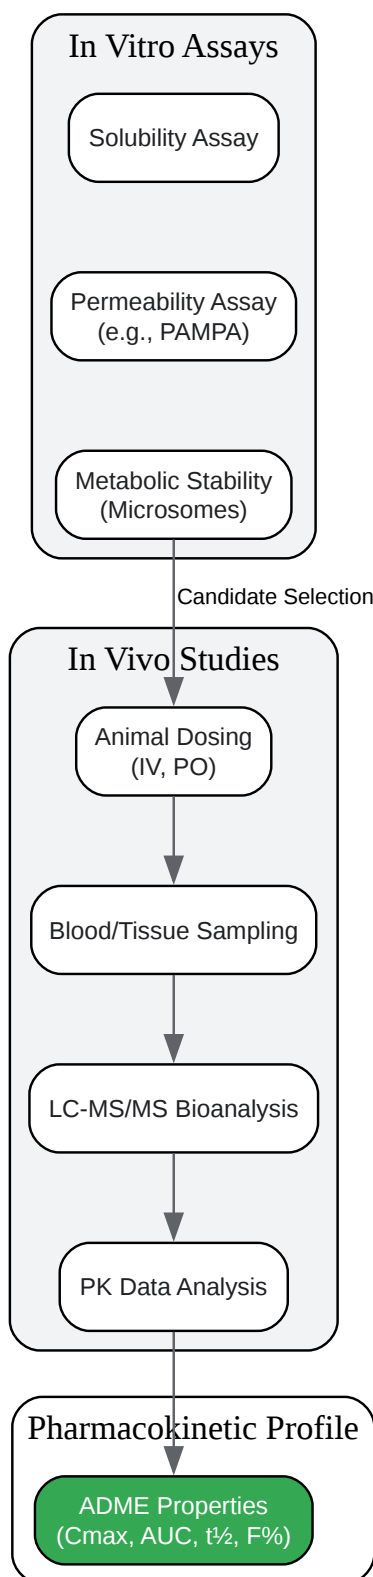 In Vitro Assays
Solubility Assay
Permeability Assay
(e.g., PAMPA)
Metabolic Stability
(Microsomes)
Candidate Selection
In Vivo Studies
Animal Dosing
(IV, PO)
Blood/Tissue Sampling
LC-MS/MS Bioanalysis
PK Data Analysis
Pharmacokinetic Profile
ADME Properties
(Cmax, AUC, t½, F%)